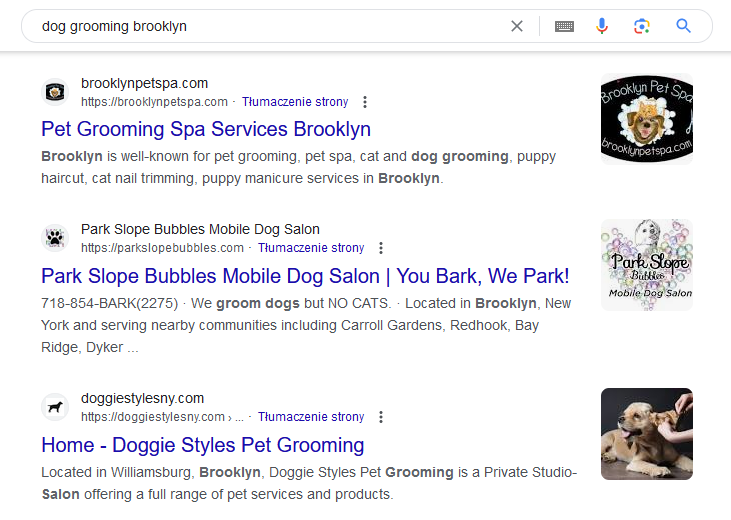 dog grooming brooklyn
brooklynpetspa.com
https://brooklynpetspa.com · Tłumaczenie strony
Pet Grooming Spa Services Brooklyn
Brooklyn is well-known for pet grooming, pet spa, cat and dog grooming, puppy
haircut, cat nail trimming, puppy manicure services in Brooklyn.
Brooklyn Pet Spa
brooklynpetspa.com
Park Slope Bubbles Mobile Dog Salon
https://parkslopebubbles.com · Tłumaczenie strony
Park Slope Bubbles Mobile Dog Salon | You Bark, We Park!
718-854-BARK(2275) · We groom dogs but NO CATS. · Located in Brooklyn, New
York and serving nearby communities including Carroll Gardens, Redhook, Bay
Ridge, Dyker ...
Park Slope
Bubbles
Mobile Dog Salon
doggiestylesny.com
https://doggiestylesny.com › ... · Tłumaczenie strony
Home - Doggie Styles Pet Grooming
Located in Williamsburg, Brooklyn, Doggie Styles Pet Grooming is a Private Studio-
Salon offering a full range of pet services and products.